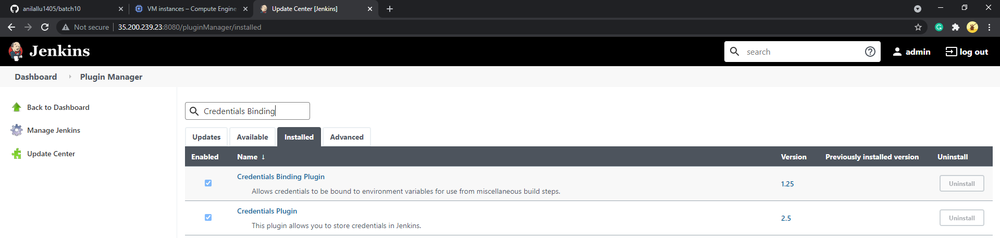 anilallu1405/batch10
VM instances – Compute Engine
Update Center [Jenkins]
Not secure 35.200.239.23:8080/pluginManager/installed
Jenkins
search
admin
log out
Dashboard
Plugin Manager
Back to Dashboard
Manage Jenkins
Update Center
Credentials Binding
Updates
Available
Installed
Advanced
Enabled Name ↓ Version Previously installed version Uninstall
Credentials Binding Plugin
Allows credentials to be bound to environment variables for use from miscellaneous build steps.
1.25
Uninstall
Credentials Plugin
This plugin allows you to store credentials in Jenkins.
2.5
Uninstall